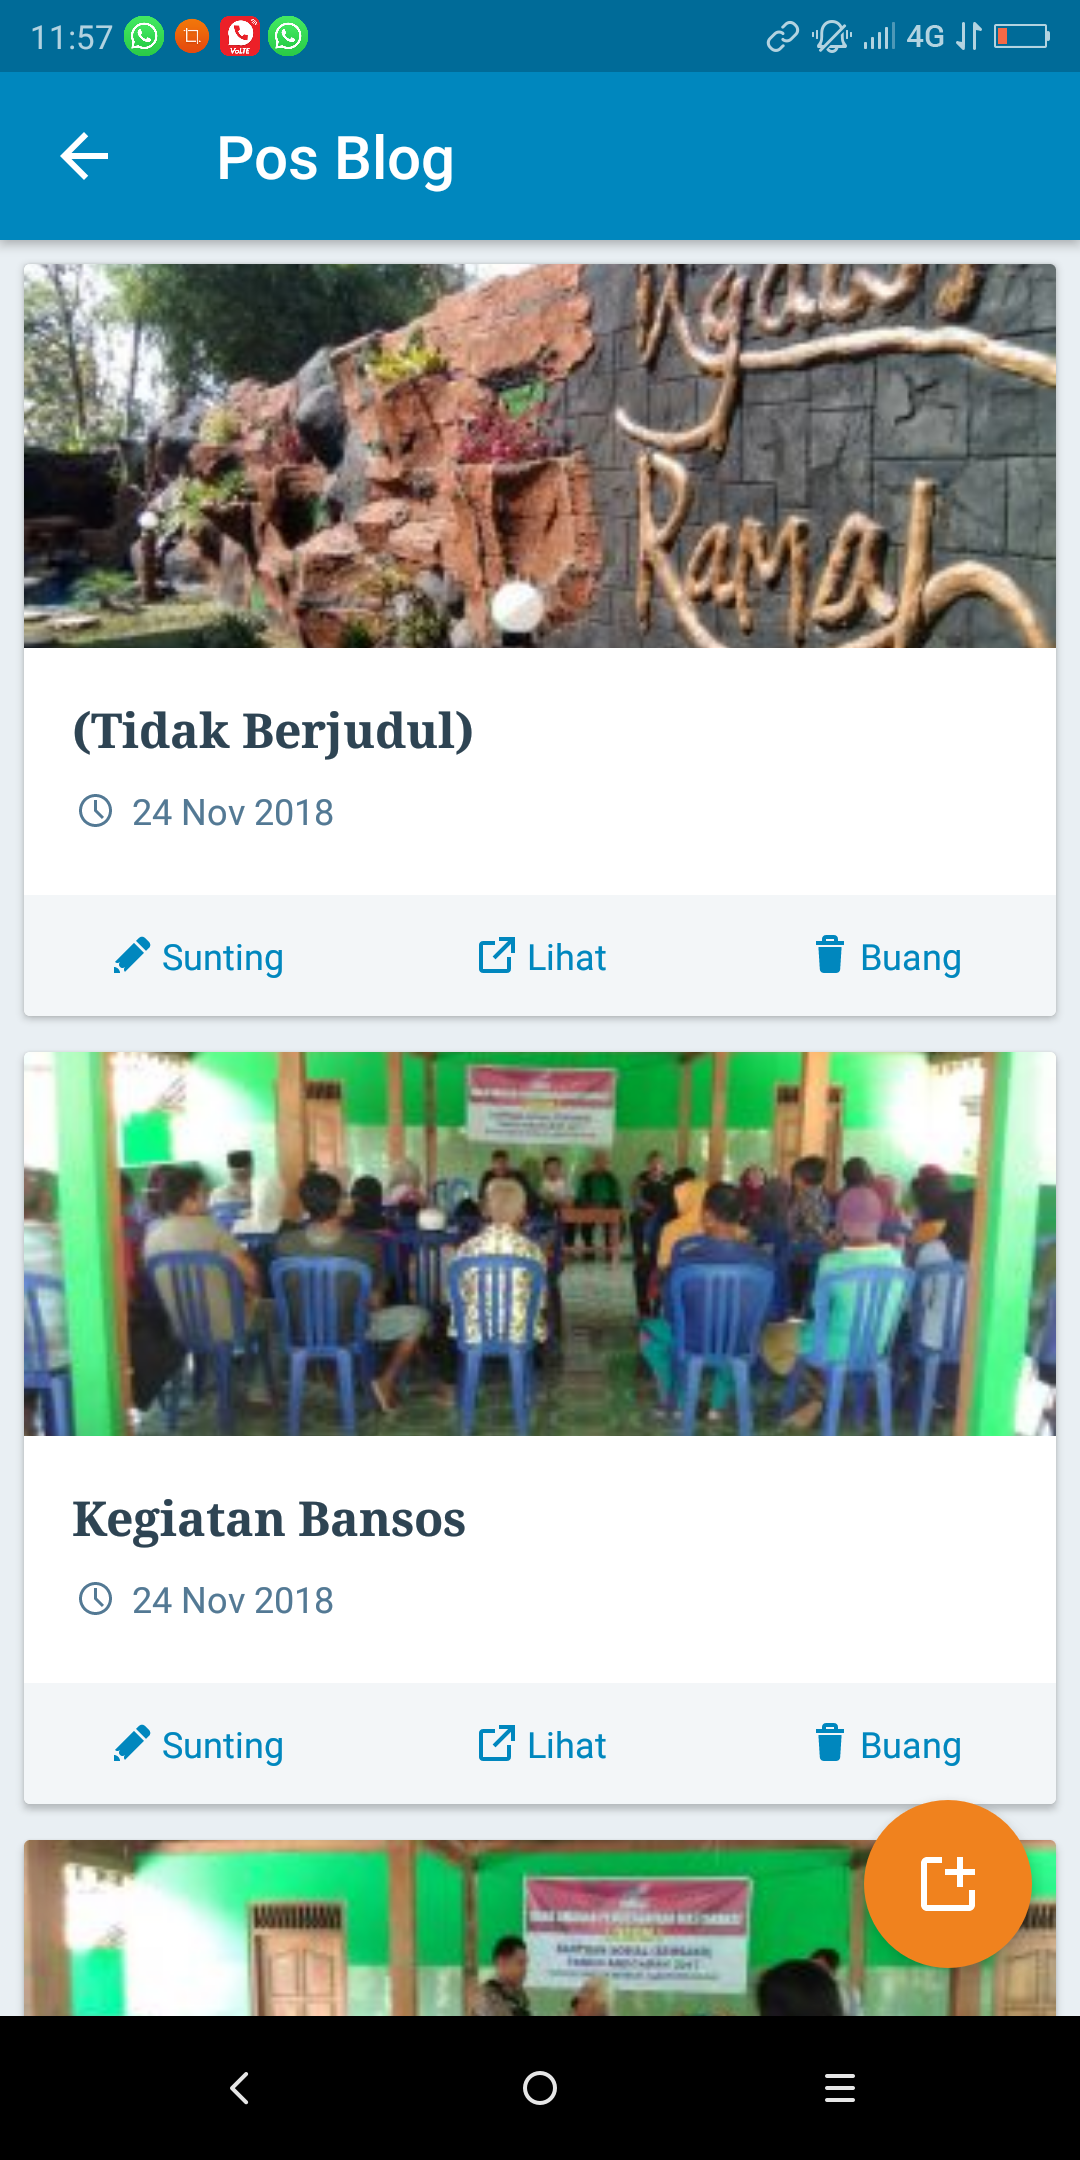 11:57 VoLTE 4G
Pos Blog
Ramah
(Tidak Berjudul)
24 Nov 2018
Sunting Lihat Buang
Kegiatan Bansos
24 Nov 2018
Sunting Lihat Buang